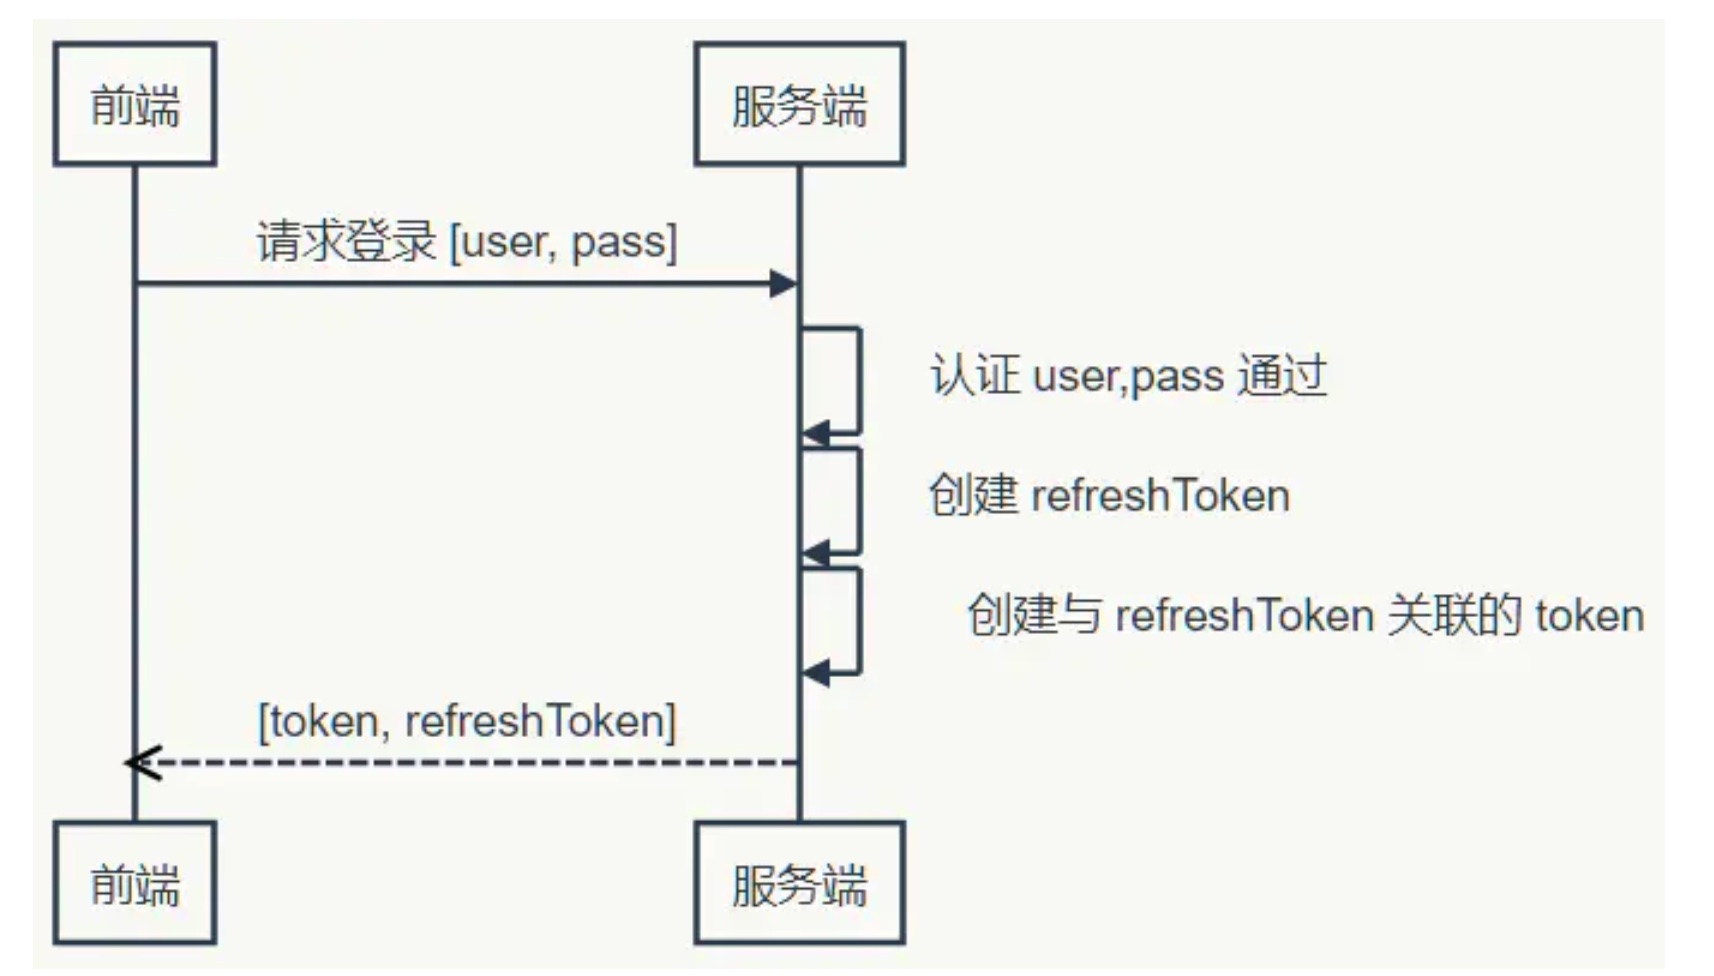 前端
服务端
请求登录 [user, pass]
认证 user,pass 通过
创建 refreshToken
创建与 refreshToken 关联的 token
[token, refreshToken]
前端
服务端